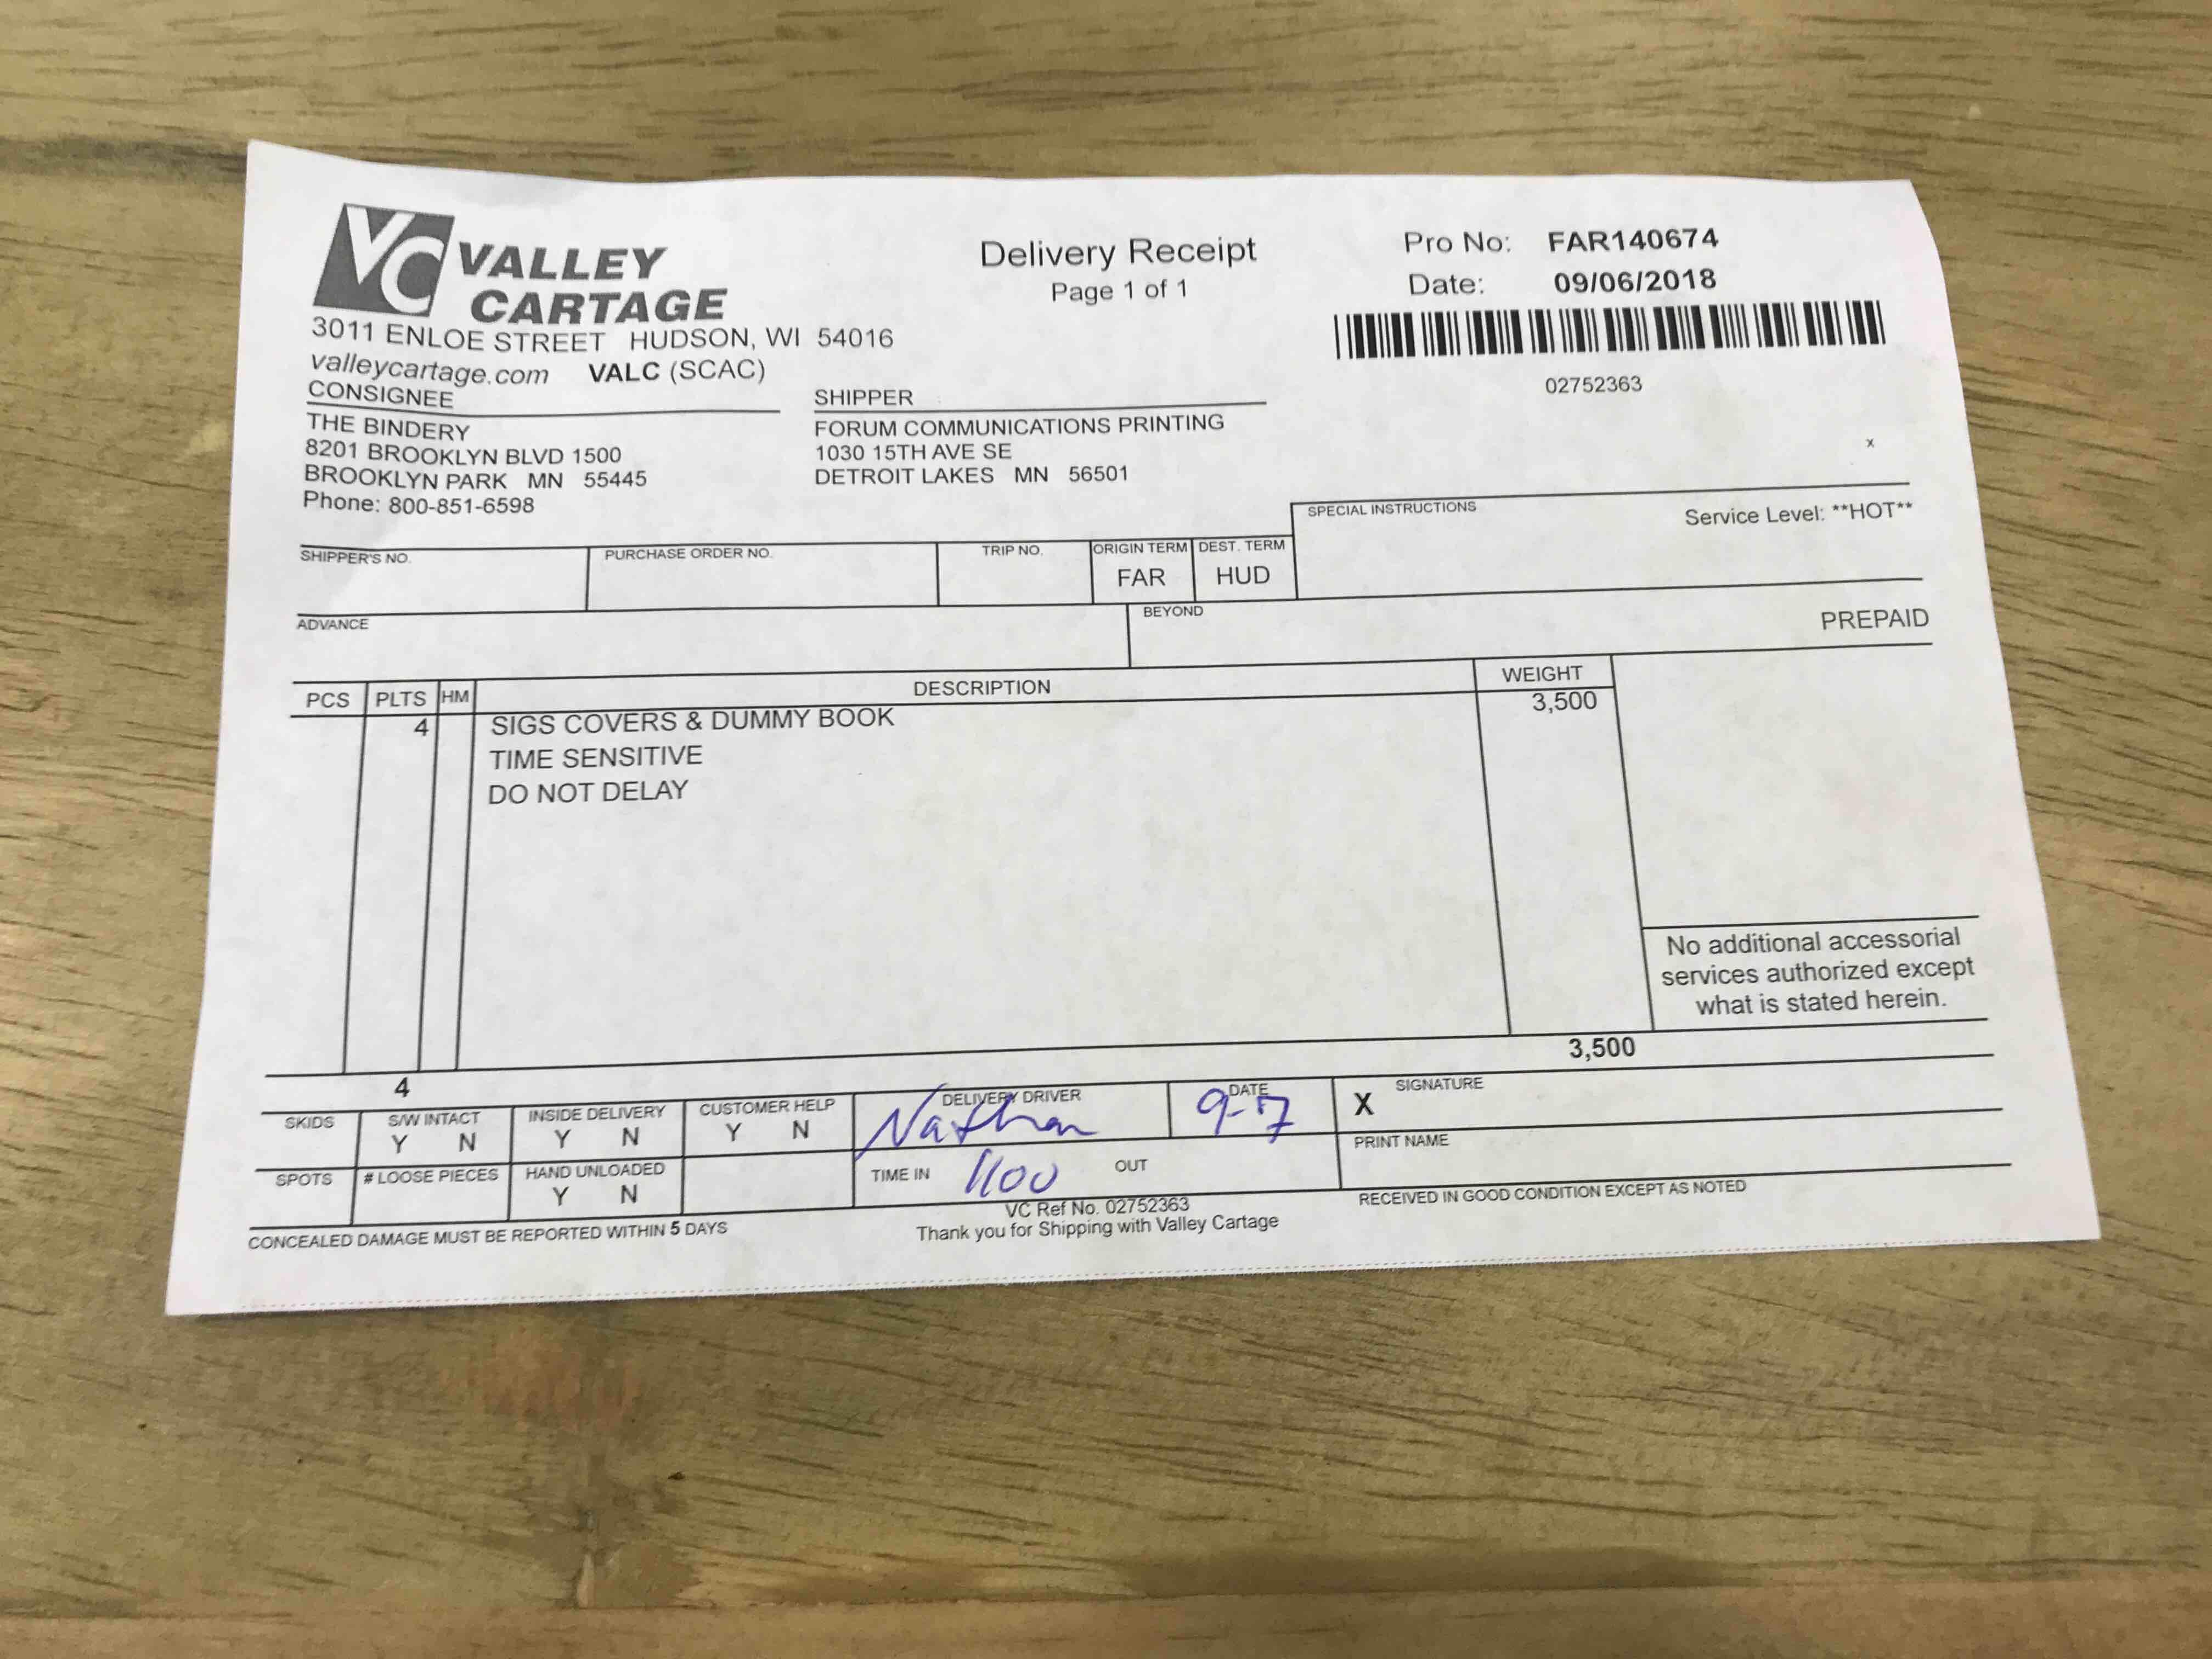 VC VALLEY CARTAGE
3011 ENLOE STREET HUDSON, WI 54016
valleycartage.com VALC (SCAC)
Delivery Receipt
Page 1 of 1
Pro No: FAR140674
Date: 09/06/2018
02752363
x
CONSIGNEE
THE BINDERY
8201 BROOKLYN BLVD 1500
BROOKLYN PARK MN 55445
Phone: 800-851-6598
SHIPPER
FORUM COMMUNICATIONS PRINTING
1030 15TH AVE SE
DETROIT LAKES MN 56501
SPECIAL INSTRUCTIONS Service Level: **HOT**
SHIPPER'S NO. PURCHASE ORDER NO. TRIP NO. ORIGIN TERM DEST. TERM
FAR HUD
ADVANCE BEYOND PREPAID
PCS PLTS HM DESCRIPTION WEIGHT
4 SIGS COVERS & DUMMY BOOK 3,500
TIME SENSITIVE
DO NOT DELAY
No additional accessorial
services authorized except
what is stated herein.
4 3,500
SKIDS S/W INTACT INSIDE DELIVERY CUSTOMER HELP DELIVERY DRIVER DATE X SIGNATURE
Y N Y N Y N Nathan 9-7
PRINT NAME
SPOTS # LOOSE PIECES HAND UNLOADED TIME IN 1100 OUT
Y N
VC Ref No. 02752363
RECEIVED IN GOOD CONDITION EXCEPT AS NOTED
CONCEALED DAMAGE MUST BE REPORTED WITHIN 5 DAYS
Thank you for Shipping with Valley Cartage